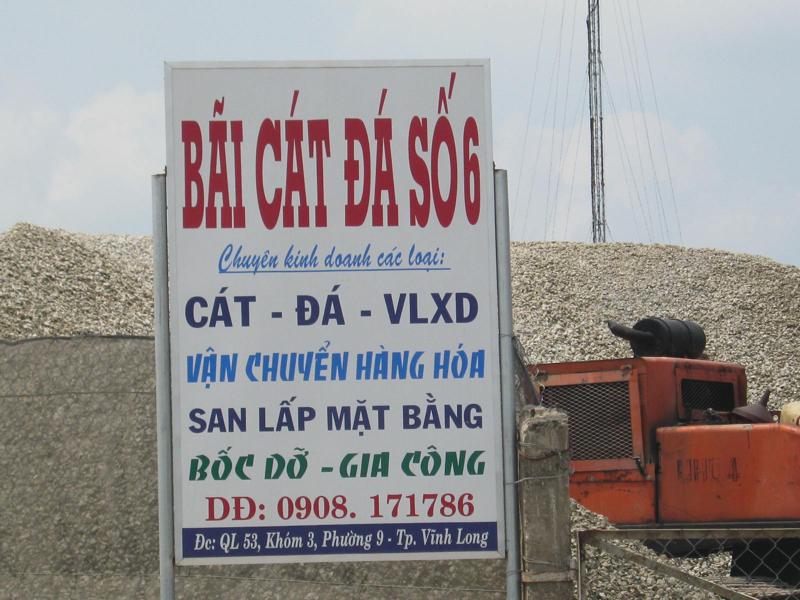 BÃI CÁT ĐÁ SỐ 6
Chuyên kinh doanh các loại:
CÁT - ĐÁ - VLXD
VẬN CHUYỂN HÀNG HÓA
SAN LẤP MẶT BẰNG
BỐC DỠ - GIA CÔNG
DĐ: 0908. 171786
Đc: QL 53, Khóm 3, Phường 9 - Tp. Vĩnh Long